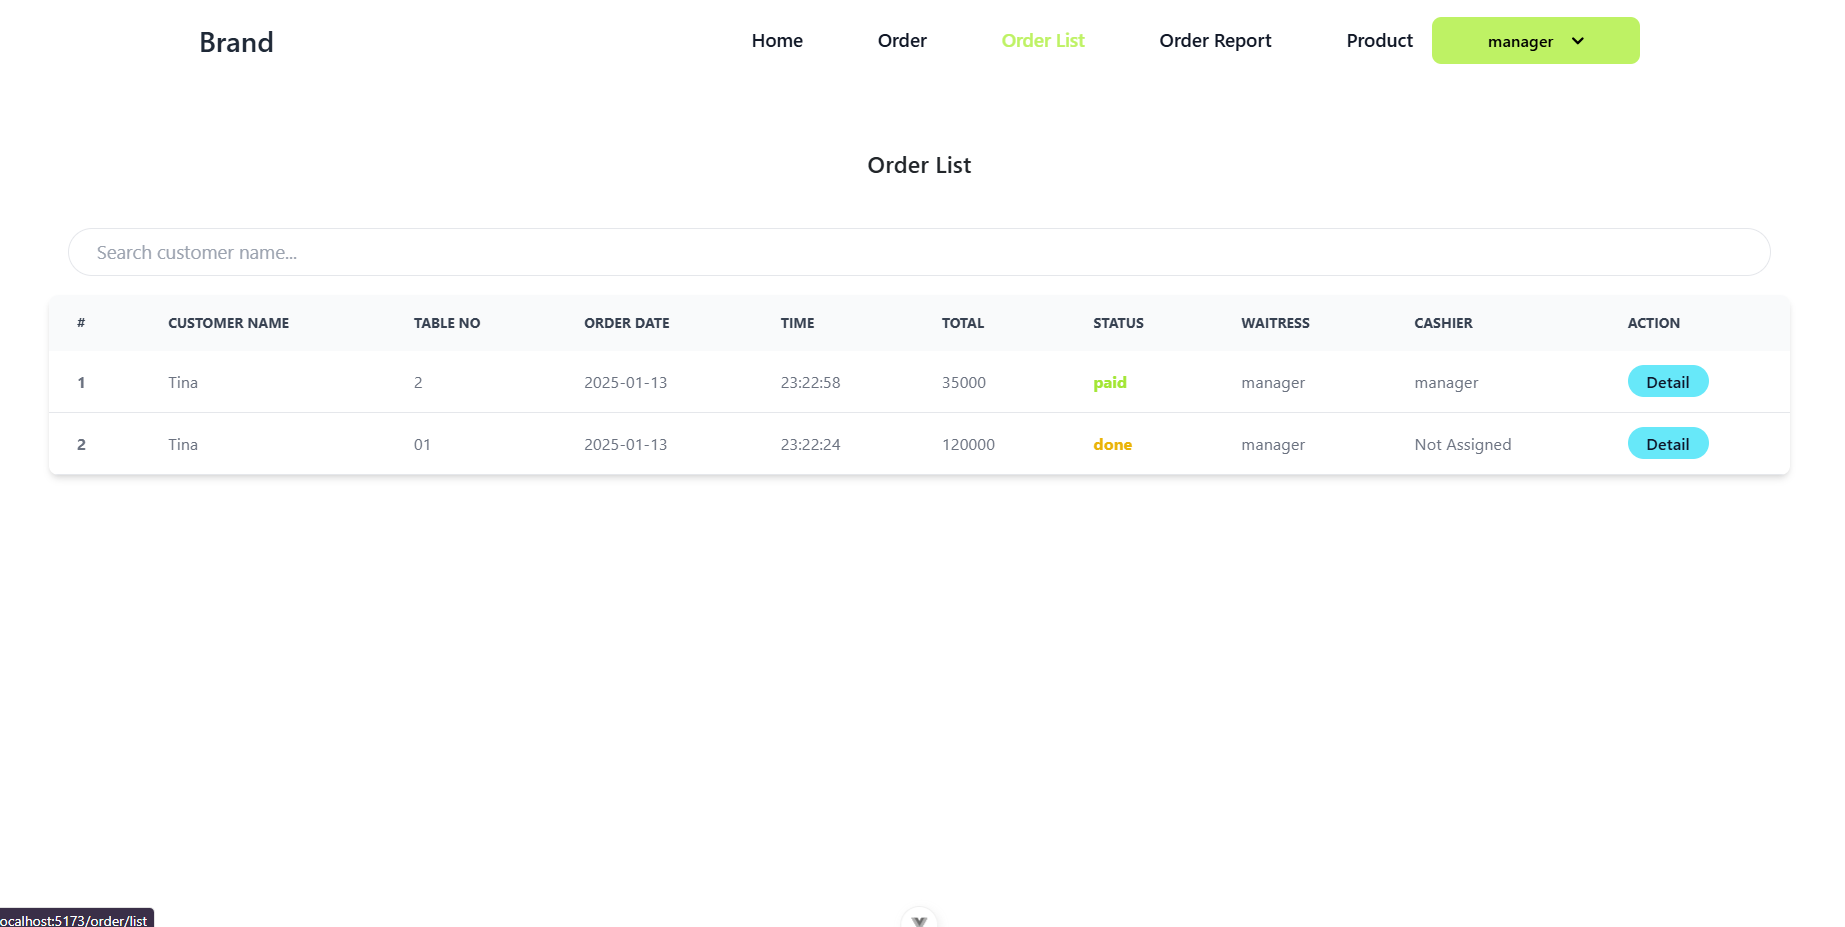 Brand Home Order Order List Order Report Product manager
Order List
Search customer name...
# CUSTOMER NAME TABLE NO ORDER DATE TIME TOTAL STATUS WAITRESS CASHIER ACTION
1 Tina 2 2025-01-13 23:22:58 35000 paid manager manager Detail
2 Tina 01 2025-01-13 23:22:24 120000 done manager Not Assigned Detail
ocalhost:5173/order/list